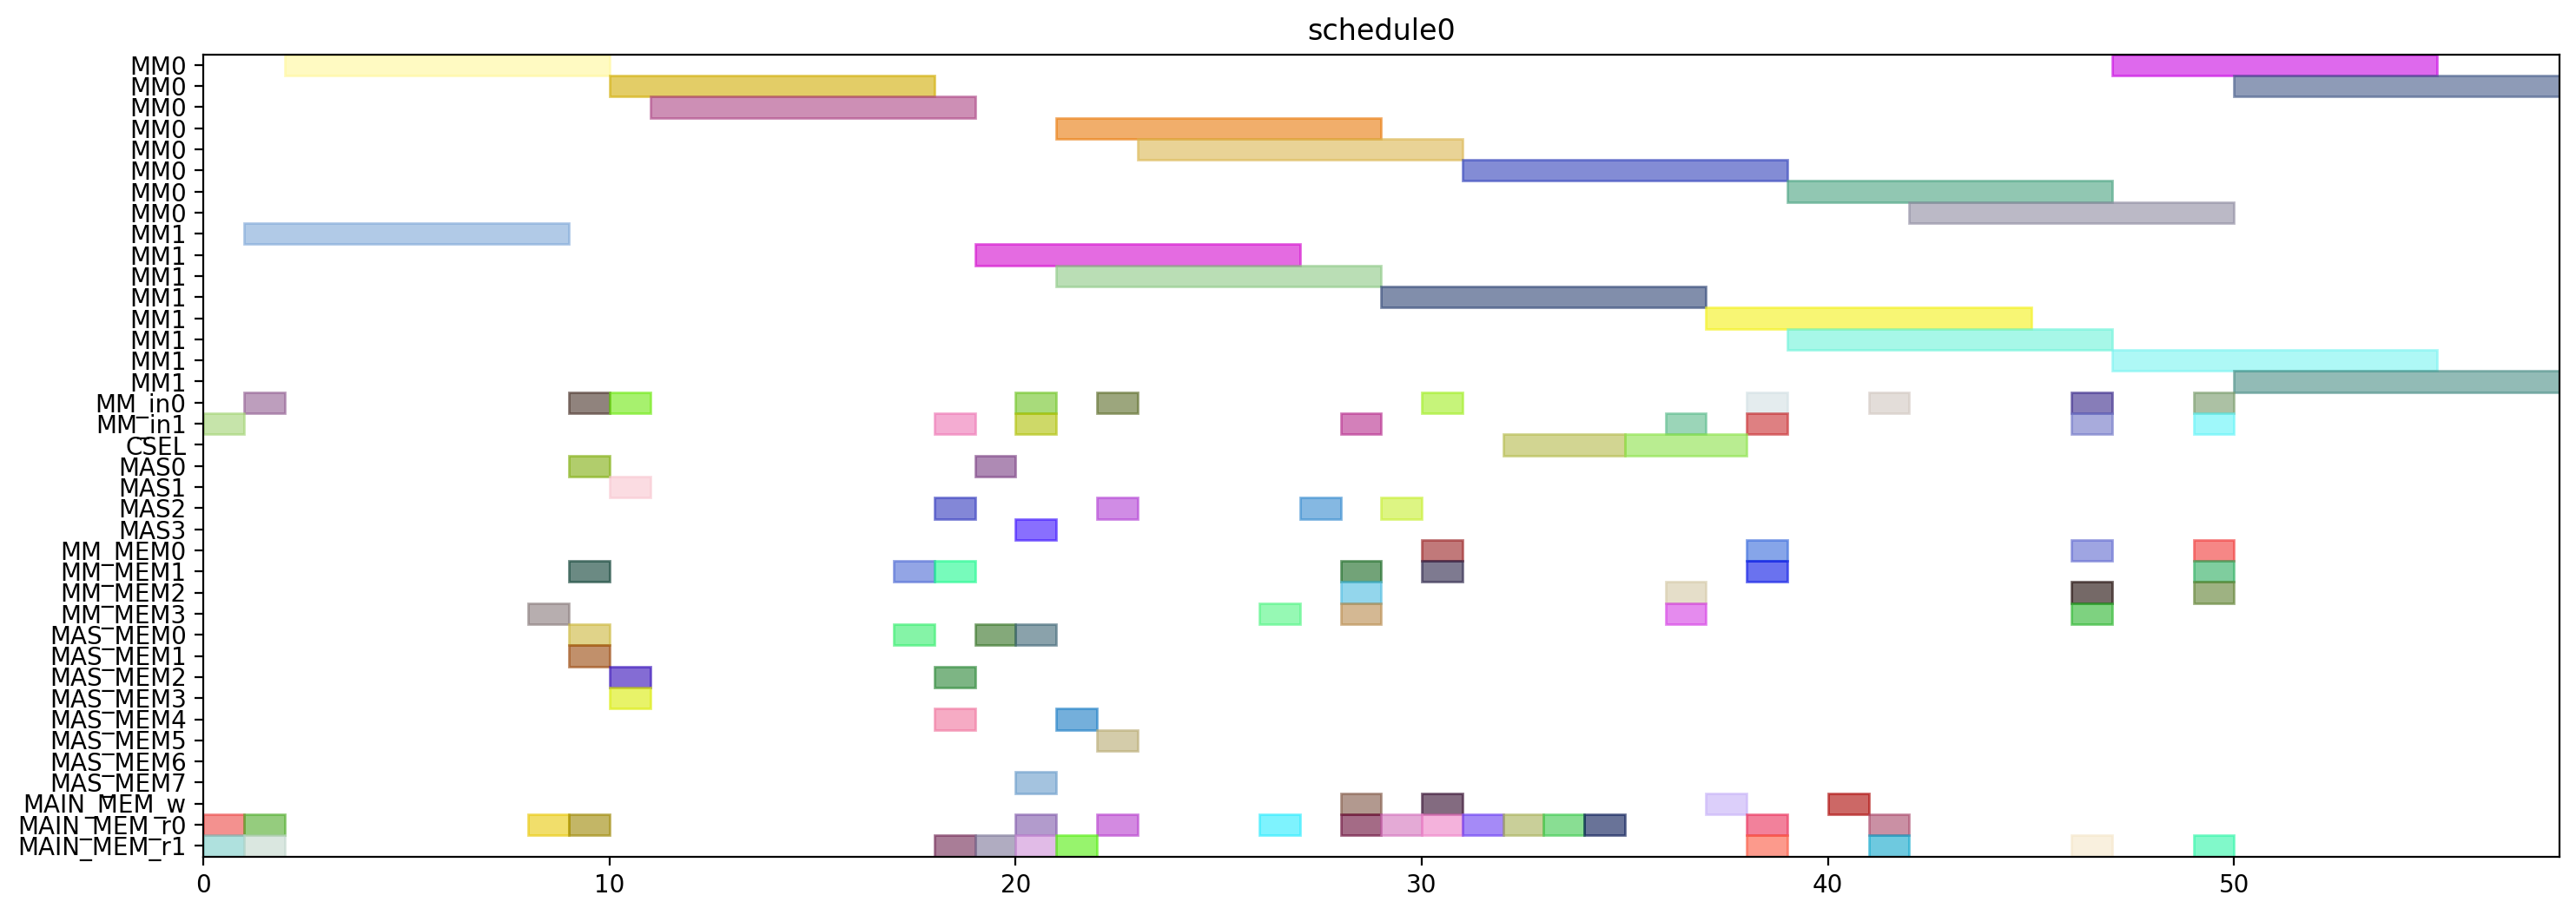 schedule0
MM0
MM0
MM0
MM0
MM0
MM0
MM0
MM0
MM1
MM1
MM1
MM1
MM1
MM1
MM1
MM1
MM_in0
MM_in1
CSEL
MAS0
MAS1
MAS2
MAS3
MM_MEM0
MM_MEM1
MM_MEM2
MM_MEM3
MAS_MEM0
MAS_MEM1
MAS_MEM2
MAS_MEM3
MAS_MEM4
MAS_MEM5
MAS_MEM6
MAS_MEM7
MAIN_MEM_w
MAIN_MEM_r0
MAIN_MEM_r1
0 10 20 30 40 50